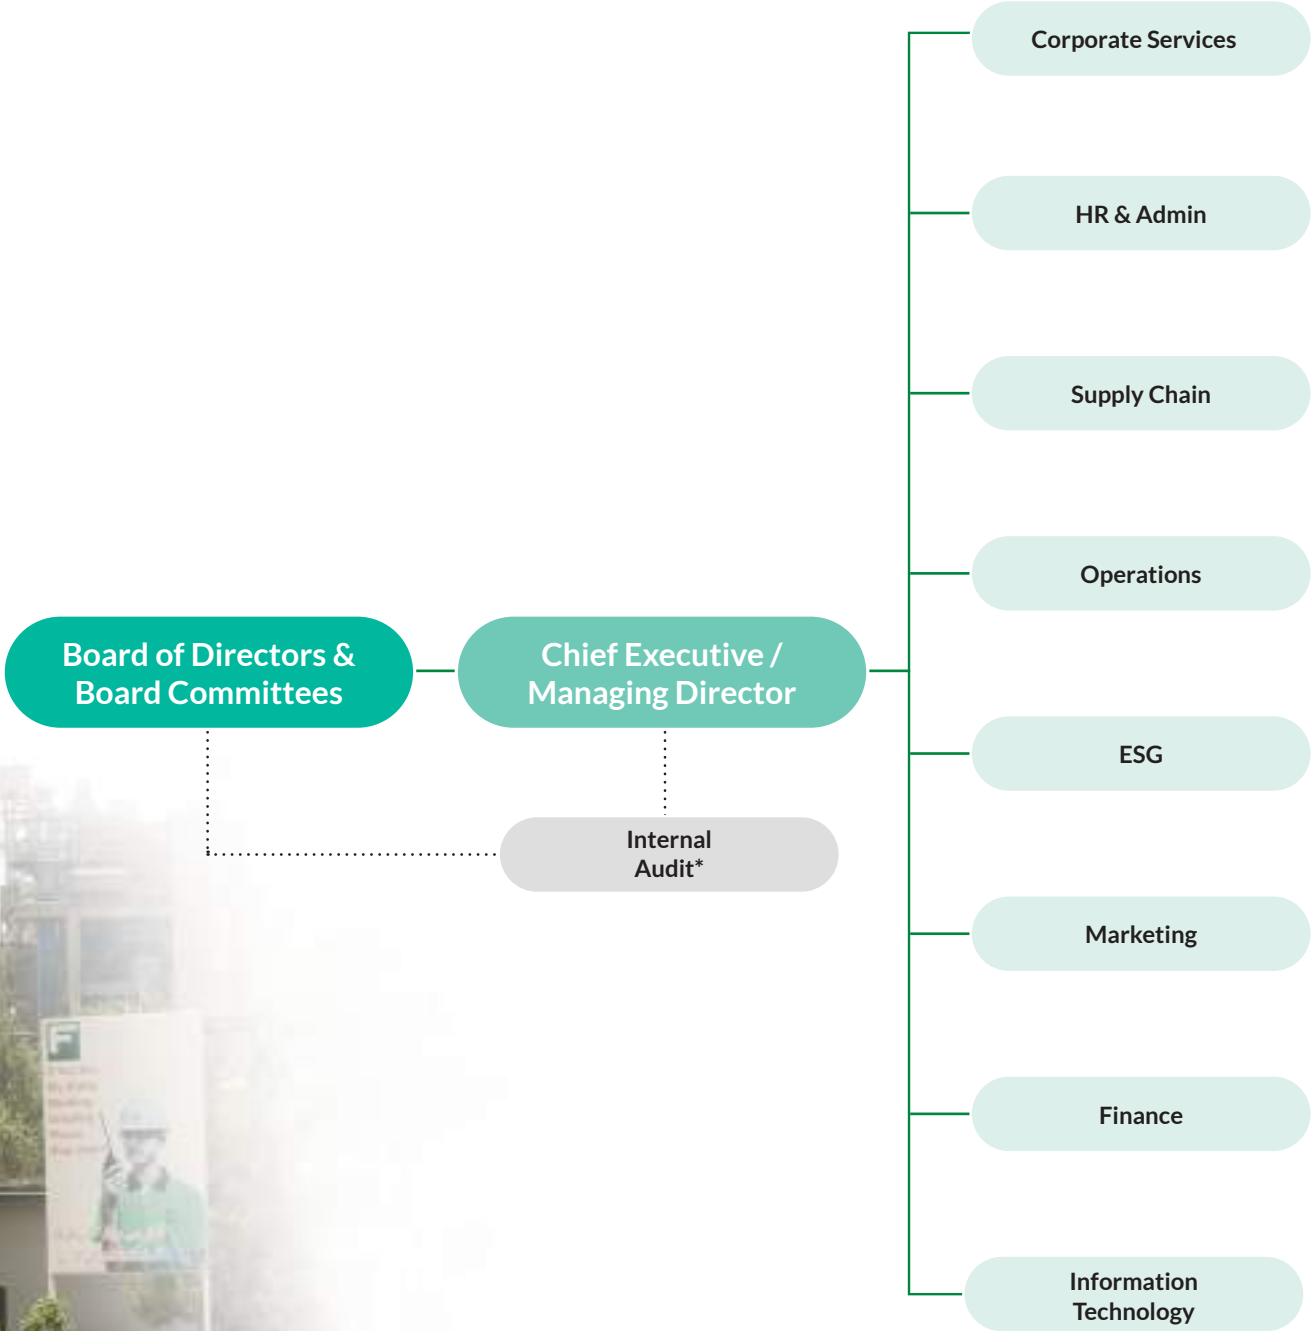 Corporate Services
HR & Admin
Supply Chain
Operations
Board of Directors &
Board Committees
Chief Executive /
Managing Director
ESG
Internal
Audit*
Marketing
F
Finance
Information
Technology